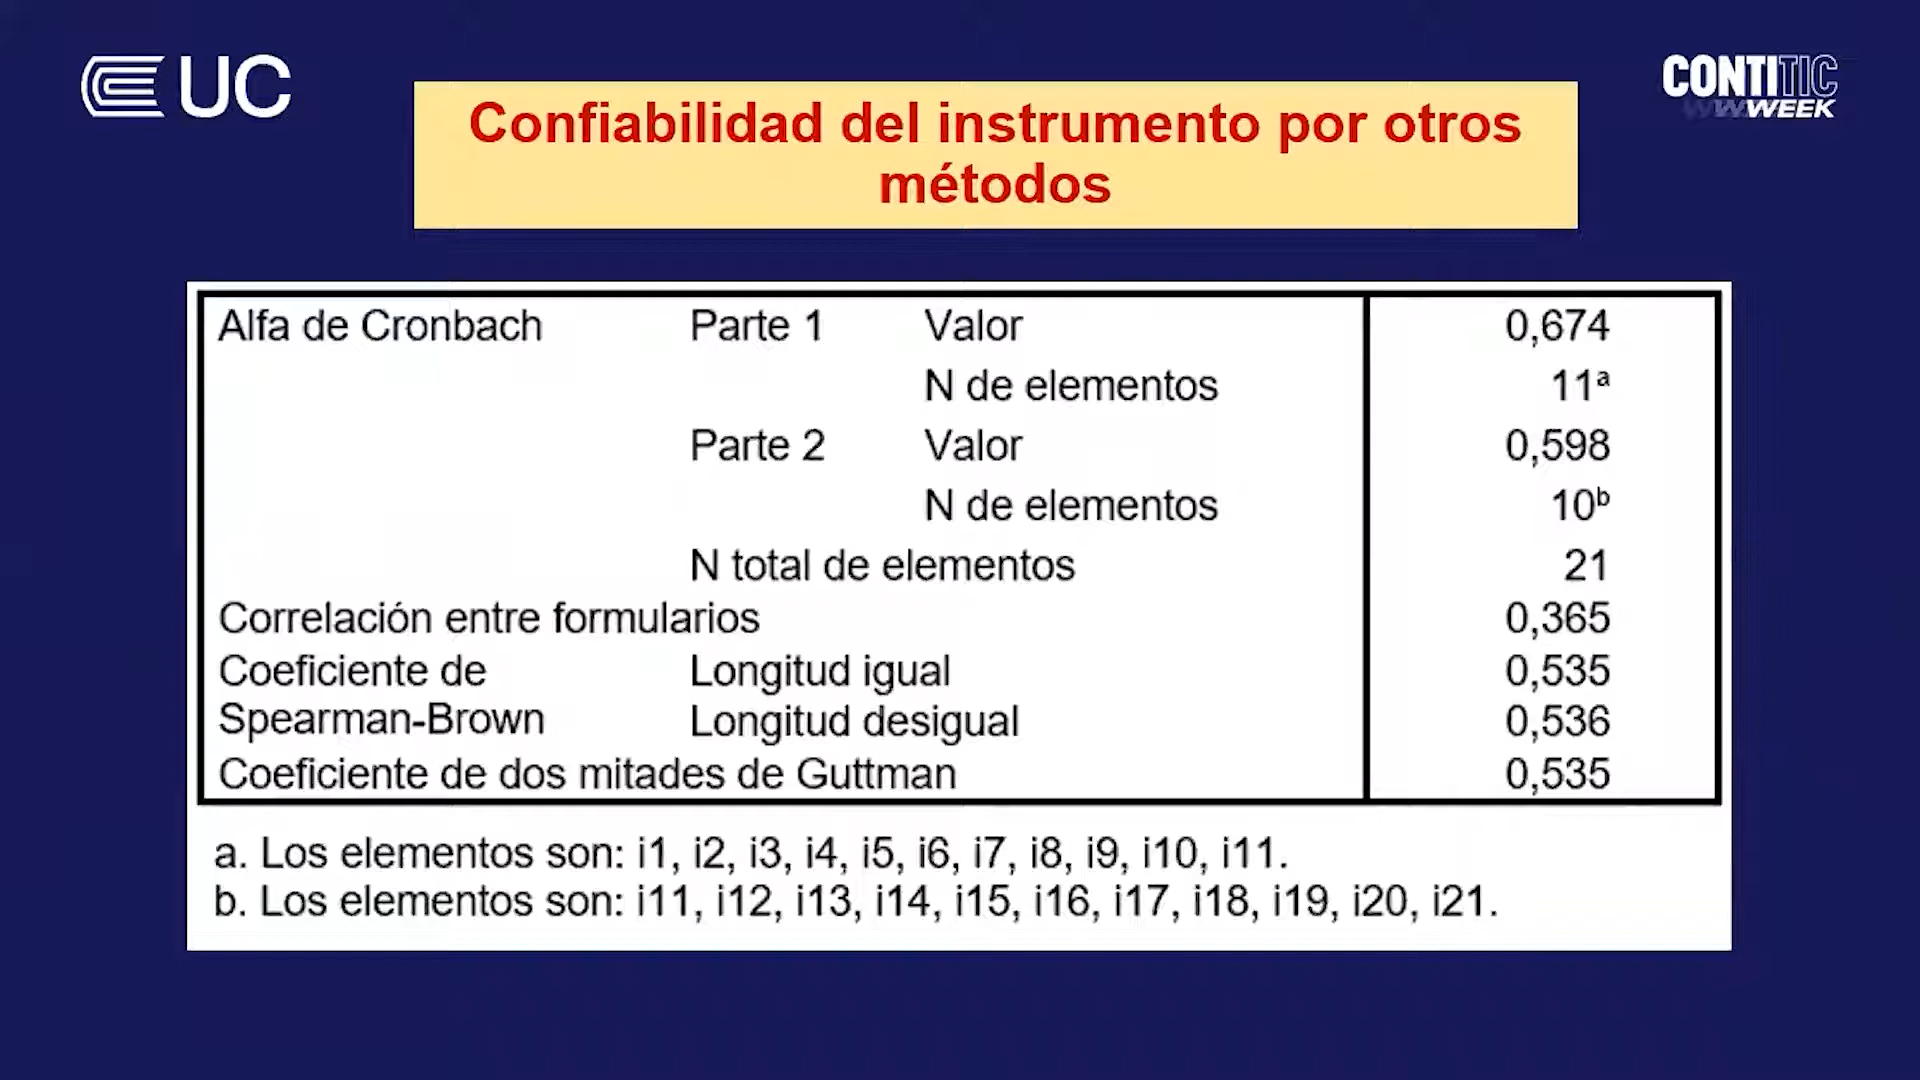 UC
CONTITIC
WEEK
Confiabilidad del instrumento por otros
métodos
Alfa de Cronbach Parte 1 Valor 0,674
N de elementos 11ª
Parte 2 Valor 0,598
N de elementos 10ᵇ
N total de elementos 21
Correlación entre formularios 0,365
Coeficiente de Longitud igual 0,535
Spearman-Brown Longitud desigual 0,536
Coeficiente de dos mitades de Guttman 0,535
a. Los elementos son: i1, i2, i3, i4, i5, i6, i7, i8, i9, i10, i11.
b. Los elementos son: i11, i12, i13, i14, i15, i16, i17, i18, i19, i20, i21.